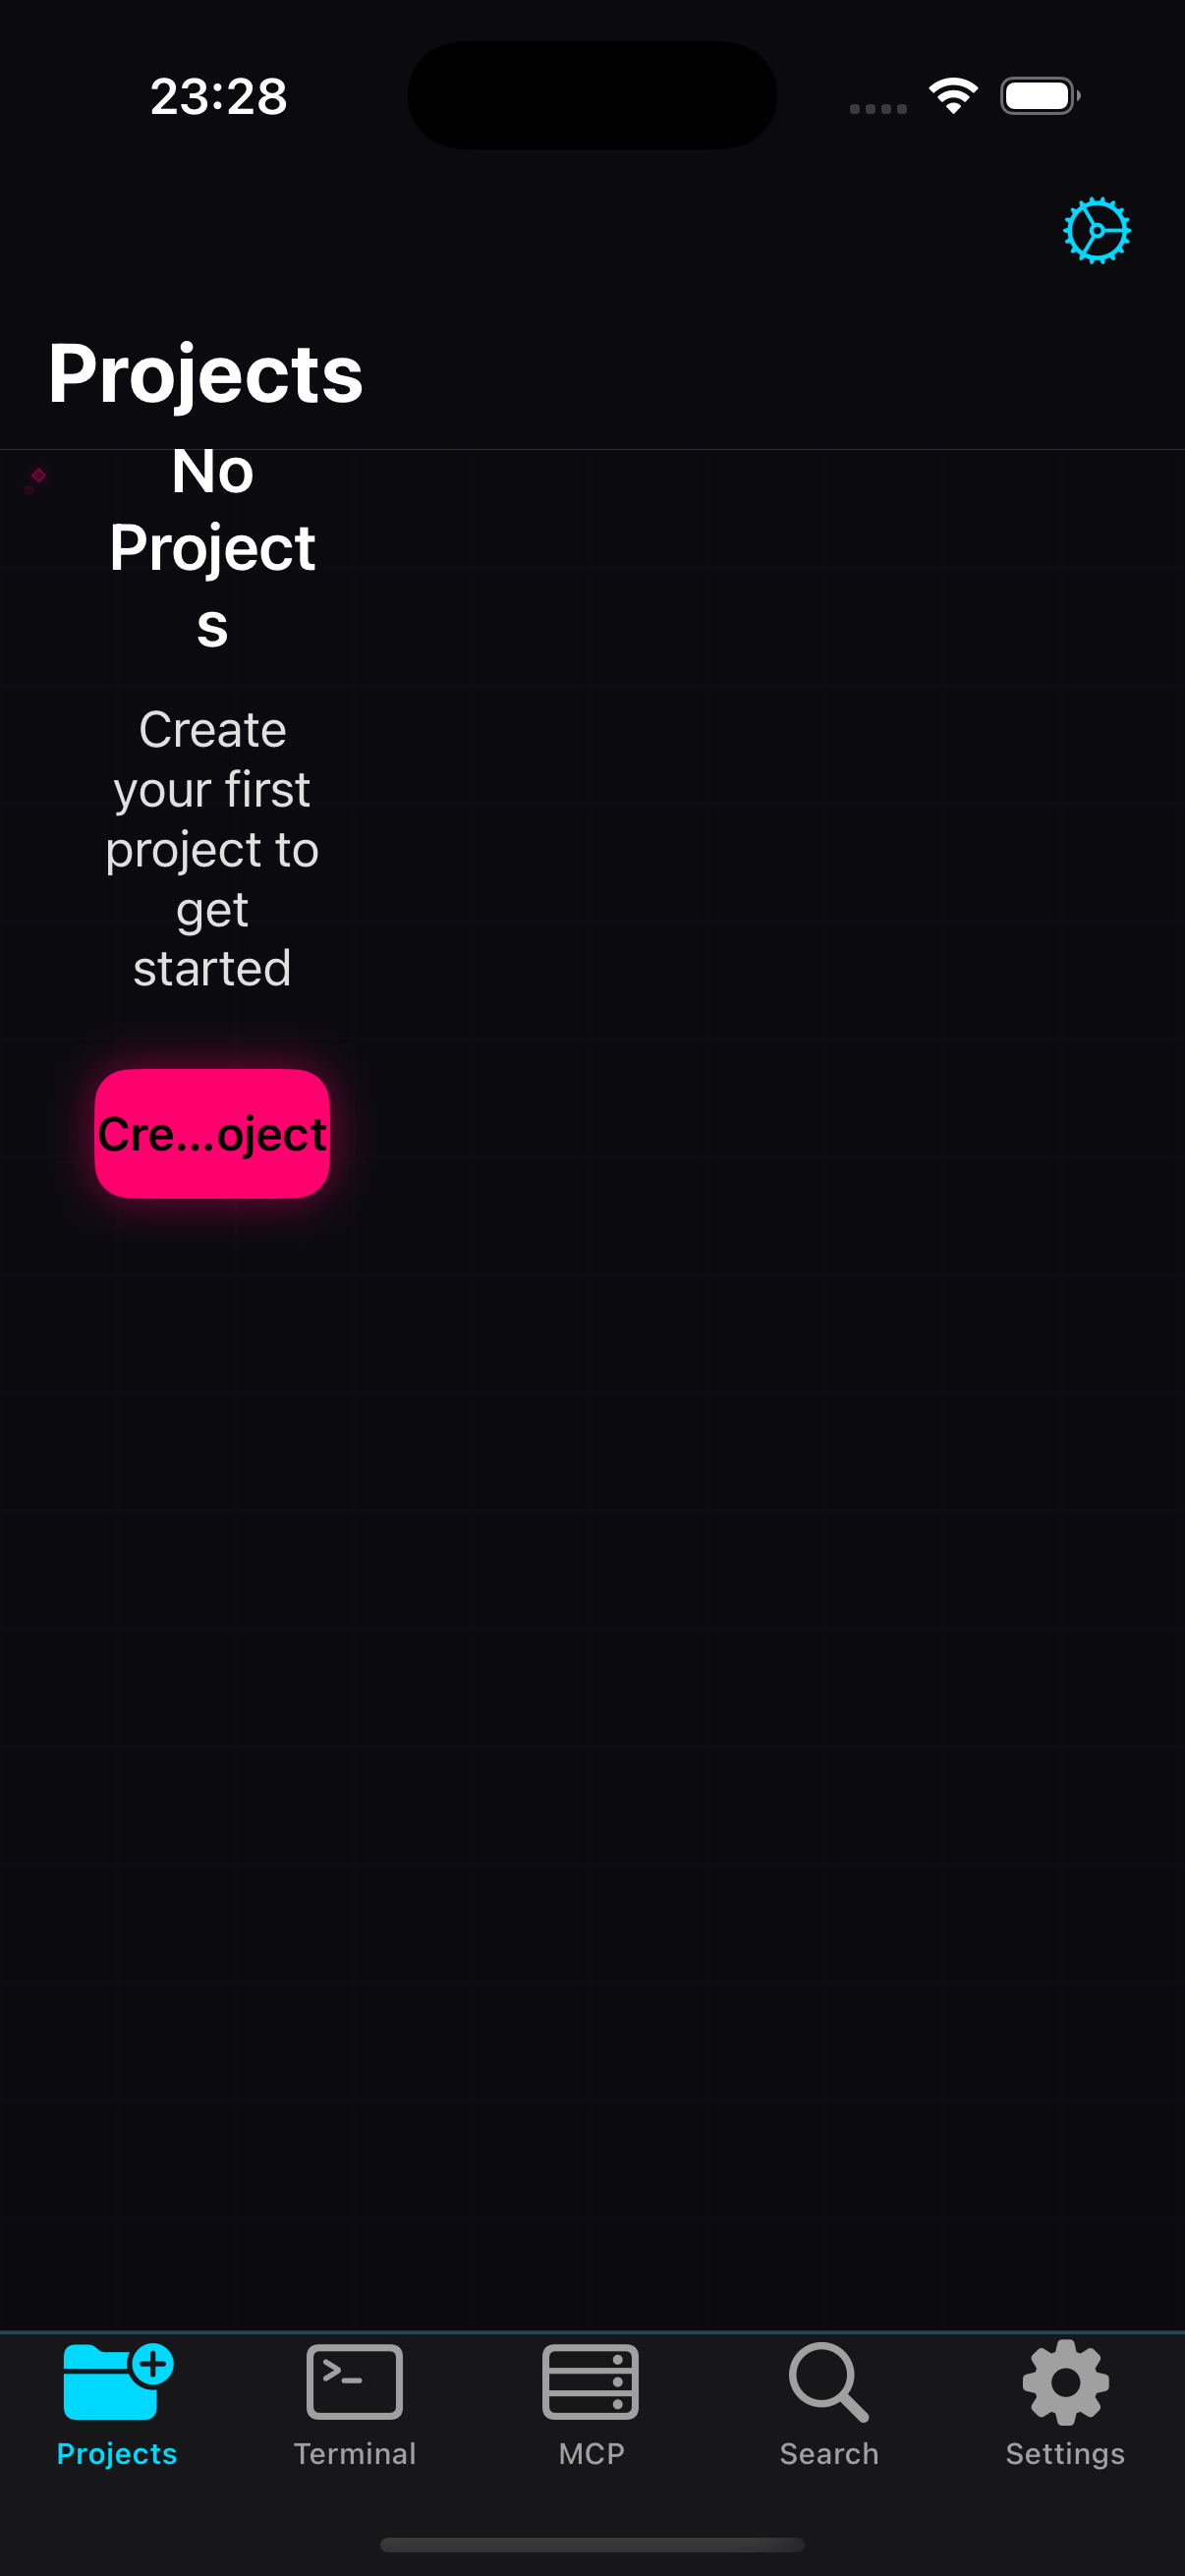 23:28
Projects
No
Project
s
Create
your first
project to
get
started
Cre...oject
Projects
Terminal
MCP
Search
Settings